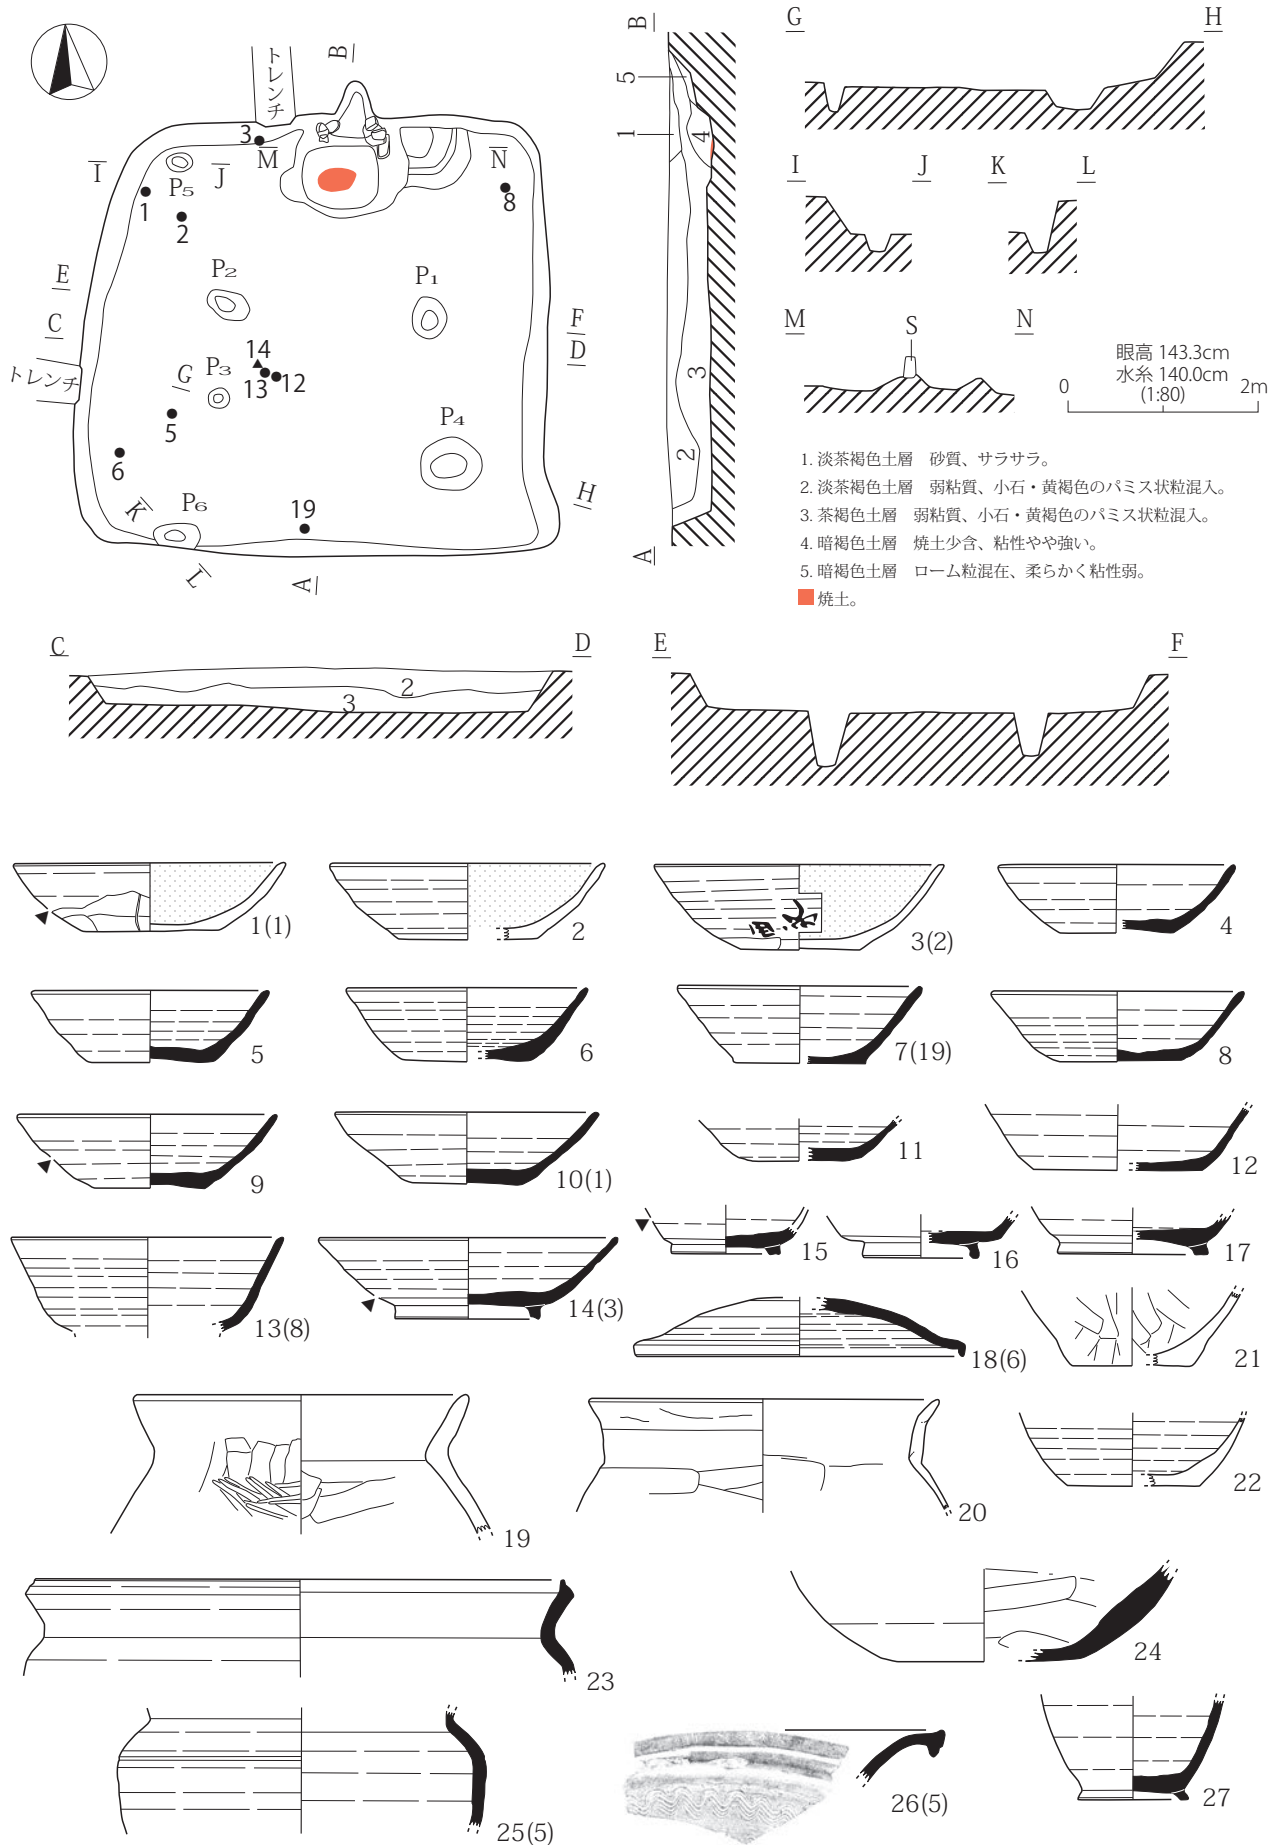 トレンチ
B
3
M
N
I
J
P5
1
2
8
E
P2
P1
C
F
D
14
トレンチ
G
P3
13
12
5
P4
6
K
P6
19
H
L
A
B
5
1
4
3
2
A
G
H
I
J
K
L
M
S
N
眼高 143.3cm
水糸 140.0cm
(1:80)
0
2m
1. 淡茶褐色土層 砂質、サラサラ。
2. 淡茶褐色土層 弱粘質、小石・黄褐色のパミス状粒混入。
3. 茶褐色土層 弱粘質、小石・黄褐色のパミス状粒混入。
4. 暗褐色土層 焼土少含、粘性やや強い。
5. 暗褐色土層 ローム粒混在、柔らかく粘性弱。
焼土。
C
D
2
3
E
F
1(1)
2
3(2)
4
5
6
7(19)
8
9
10(1)
11
12
13(8)
14(3)
15
16
17
18(6)
21
19
20
22
23
24
25(5)
26(5)
27